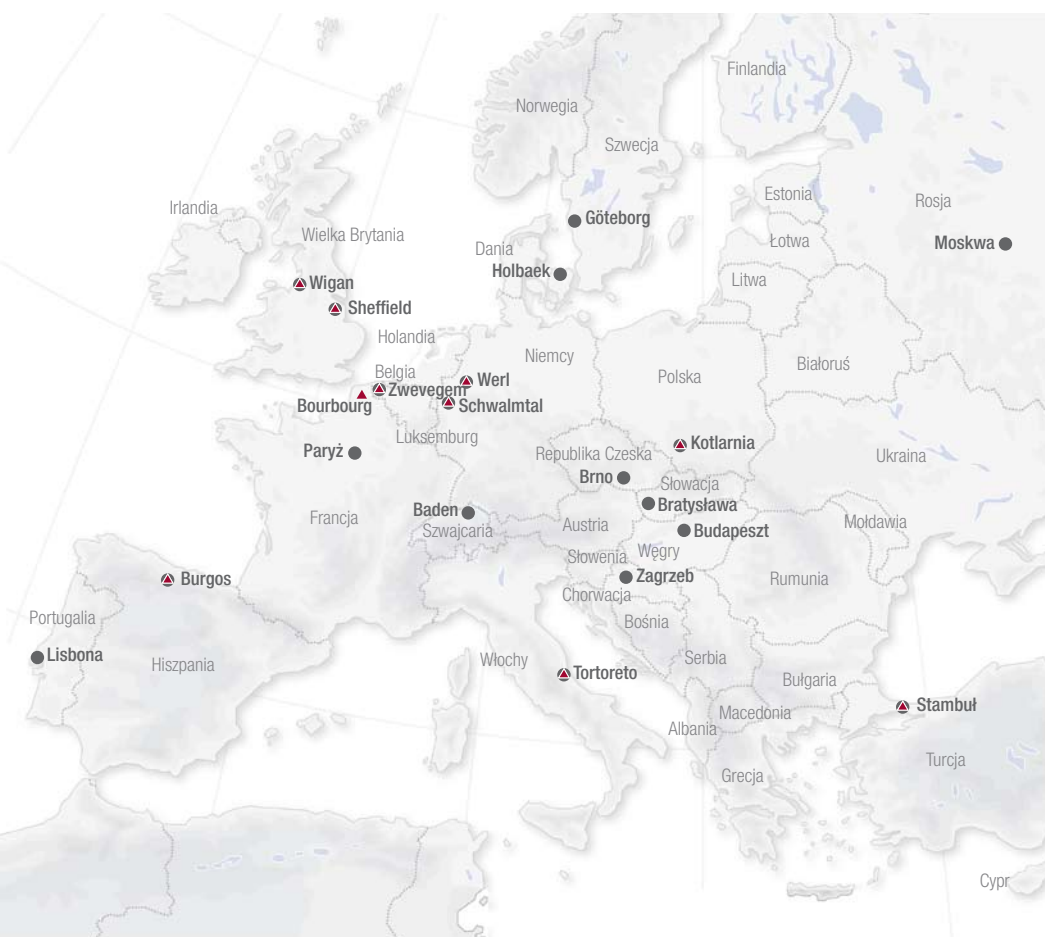 Finlandia
Norwegia
Szwecja
Estonia
Rosja
Irlandia
Göteborg
Wielka Brytania
Łotwa
Moskwa
Dania
Holbaek
Litwa
Wigan
Sheffield
Holandia
Niemcy
Białoruś
Belgia
Polska
Werl
Zwevegem
Bourbourg
Schwalmtal
Luksemburg
Kotlarnia
Paryż
Republika Czeska
Ukraina
Brno
Słowacja
Bratysława
Baden
Francja
Austria
Mołdawia
Szwajcaria
Budapeszt
Węgry
Słowenia
Zagrzeb
Burgos
Rumunia
Chorwacja
Portugalia
Bośnia
Lisbona
Hiszpania
Włochy
Serbia
Tortoreto
Bułgaria
Stambuł
Macedonia
Albania
Turcja
Grecja
Cypr